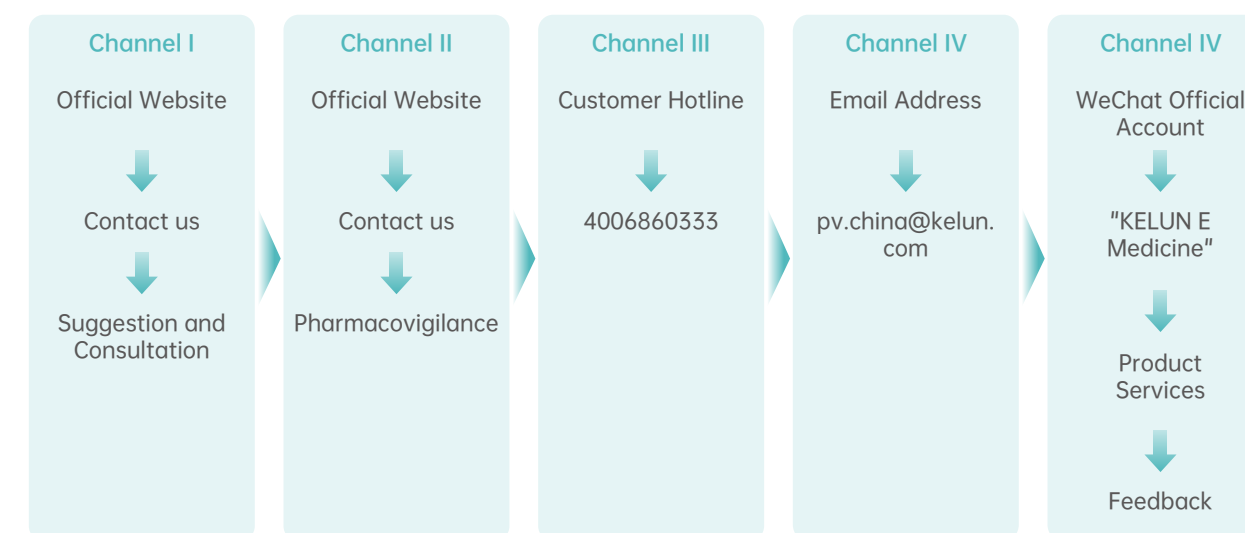 Channel I
Official Website
Contact us
Suggestion and
Consultation
Channel II
Official Website
Contact us
Pharmacovigilance
Channel III
Customer Hotline
4006860333
Channel IV
Email Address
pv.china@kelun.
com
Channel IV
WeChat Official
Account
"KELUN E
Medicine"
Product
Services
Feedback